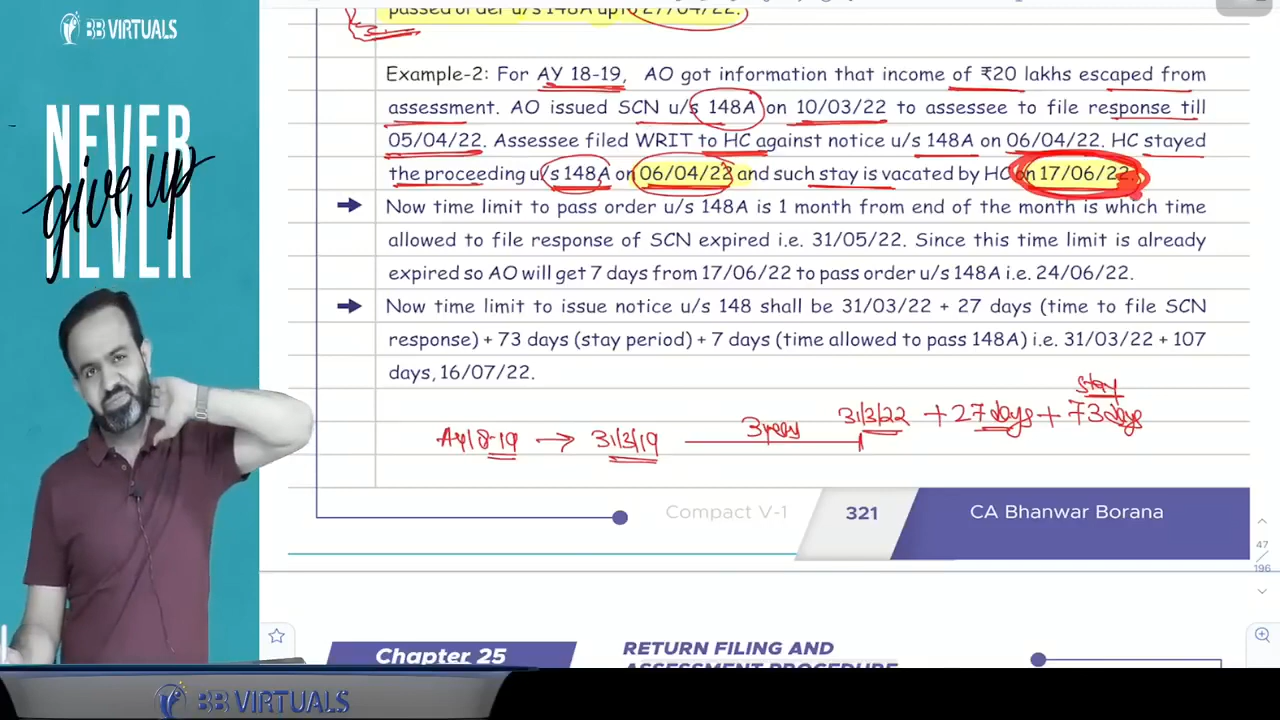 BB VIRTUALS
NEVER
give up
NEVER
passed order u/s 148A upto 27/04/22.
Example-2: For AY 18-19, AO got information that income of ₹20 lakhs escaped from
assessment. AO issued SCN u/s 148A on 10/03/22 to assessee to file response till
05/04/22. Assessee filed WRIT to HC against notice u/s 148A on 06/04/22. HC stayed
the proceeding u/s 148A on 06/04/22 and such stay is vacated by HC on 17/06/22.
Now time limit to pass order u/s 148A is 1 month from end of the month is which time
allowed to file response of SCN expired i.e. 31/05/22. Since this time limit is already
expired so AO will get 7 days from 17/06/22 to pass order u/s 148A i.e. 24/06/22.
Now time limit to issue notice u/s 148 shall be 31/03/22 + 27 days (time to file SCN
response) + 73 days (stay period) + 7 days (time allowed to pass 148A) i.e. 31/03/22 + 107
days, 16/07/22.
stay
AY18-19 → 31/3/19 3 years 31/3/22 + 27 days + 73 days
Compact V-1 321 CA Bhanwar Borana
47
196
Chapter 25 RETURN FILING AND
ASSESSMENT PROCEDURE
BB VIRTUALS